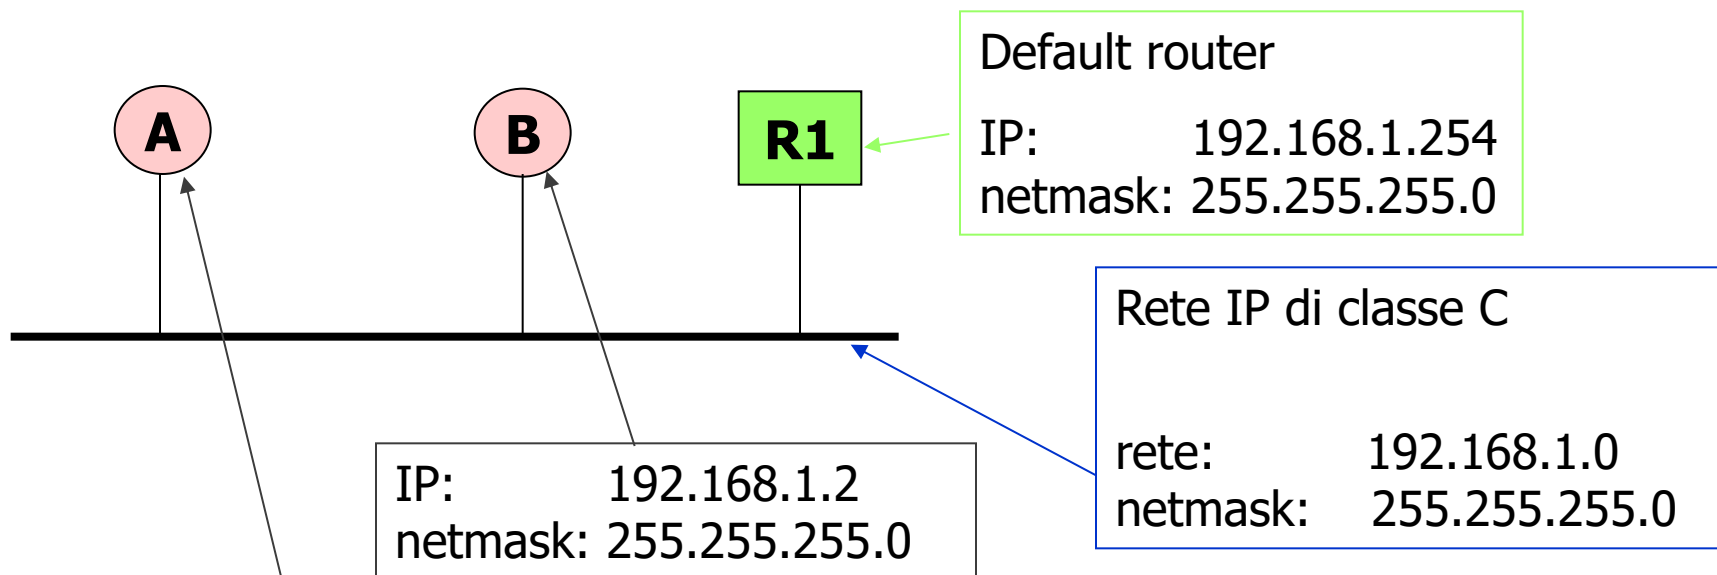 Default router
A
B
R1
IP: 192.168.1.254
netmask: 255.255.255.0
Rete IP di classe C
rete: 192.168.1.0
netmask: 255.255.255.0
IP: 192.168.1.2
netmask: 255.255.255.0